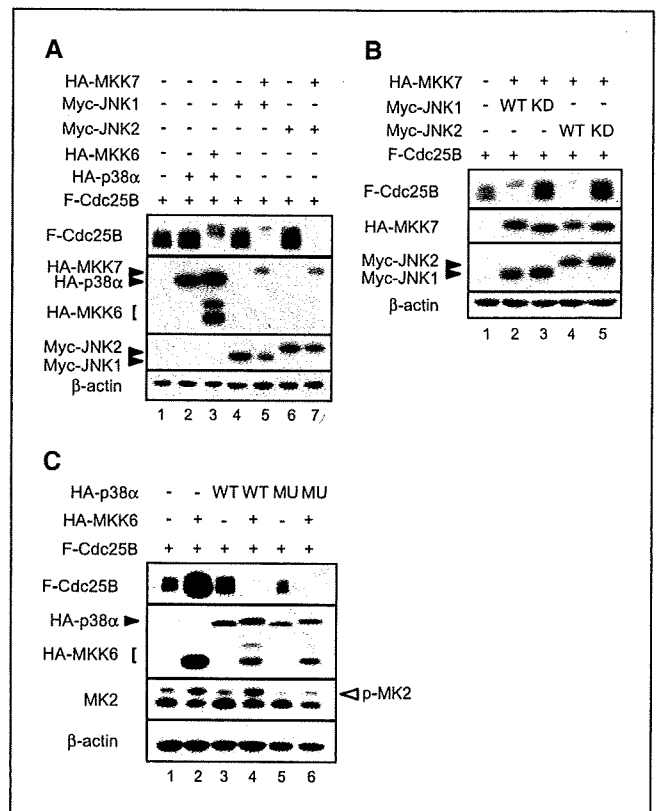 A
HA-MKK7 - - - - + - +
Myc-JNK1 - - - + + - -
Myc-JNK2 - - - - - + +
HA-MKK6 - - + - - - -
HA-p38α - + + - - - -
F-Cdc25B + + + + + + +
F-Cdc25B
HA-MKK7
HA-p38α
HA-MKK6 [
Myc-JNK2
Myc-JNK1
β-actin
1 2 3 4 5 6 7
B
HA-MKK7 - + + + +
Myc-JNK1 - WT KD - -
Myc-JNK2 - - - WT KD
F-Cdc25B + + + + +
F-Cdc25B
HA-MKK7
Myc-JNK2
Myc-JNK1
β-actin
1 2 3 4 5
C
HA-p38α - - WT WT MU MU
HA-MKK6 - + - + - +
F-Cdc25B + + + + + +
F-Cdc25B
HA-p38α
HA-MKK6 [
MK2
p-MK2
β-actin
1 2 3 4 5 6